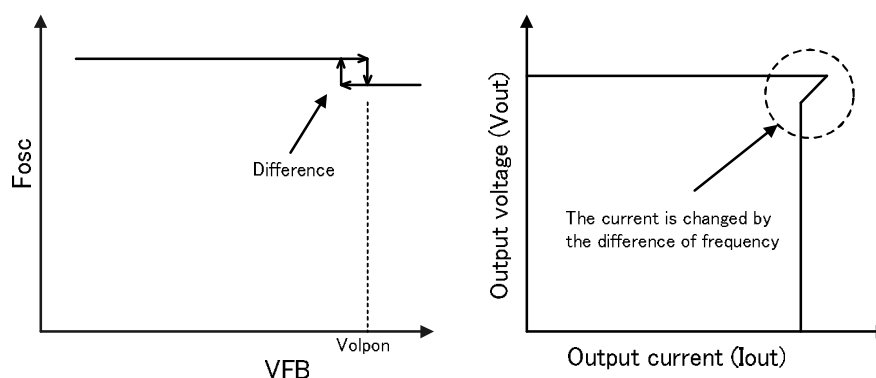 Fosc
Difference
Volpon
VFB
Output voltage (Vout)
The current is changed by
the difference of frequency
Output current (Iout)